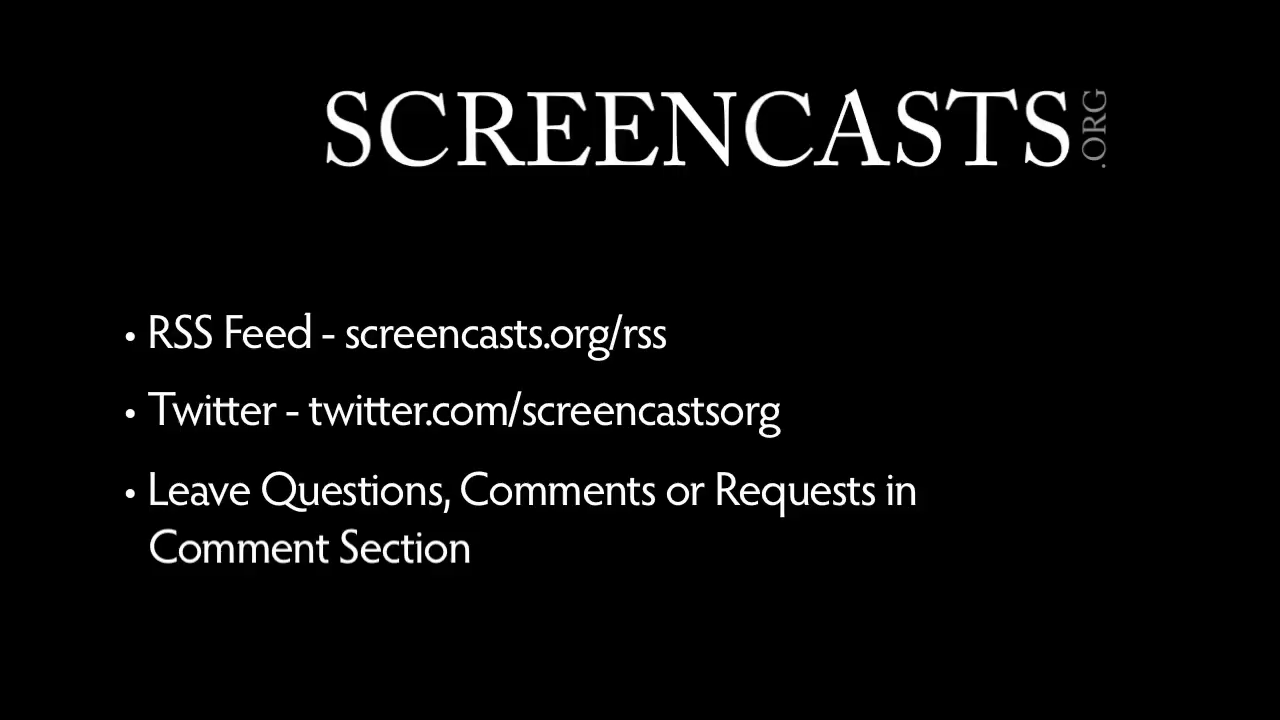 SCREENCASTS.ORG
• RSS Feed - screencasts.org/rss
• Twitter - twitter.com/screencastsorg
• Leave Questions, Comments or Requests in
Comment Section